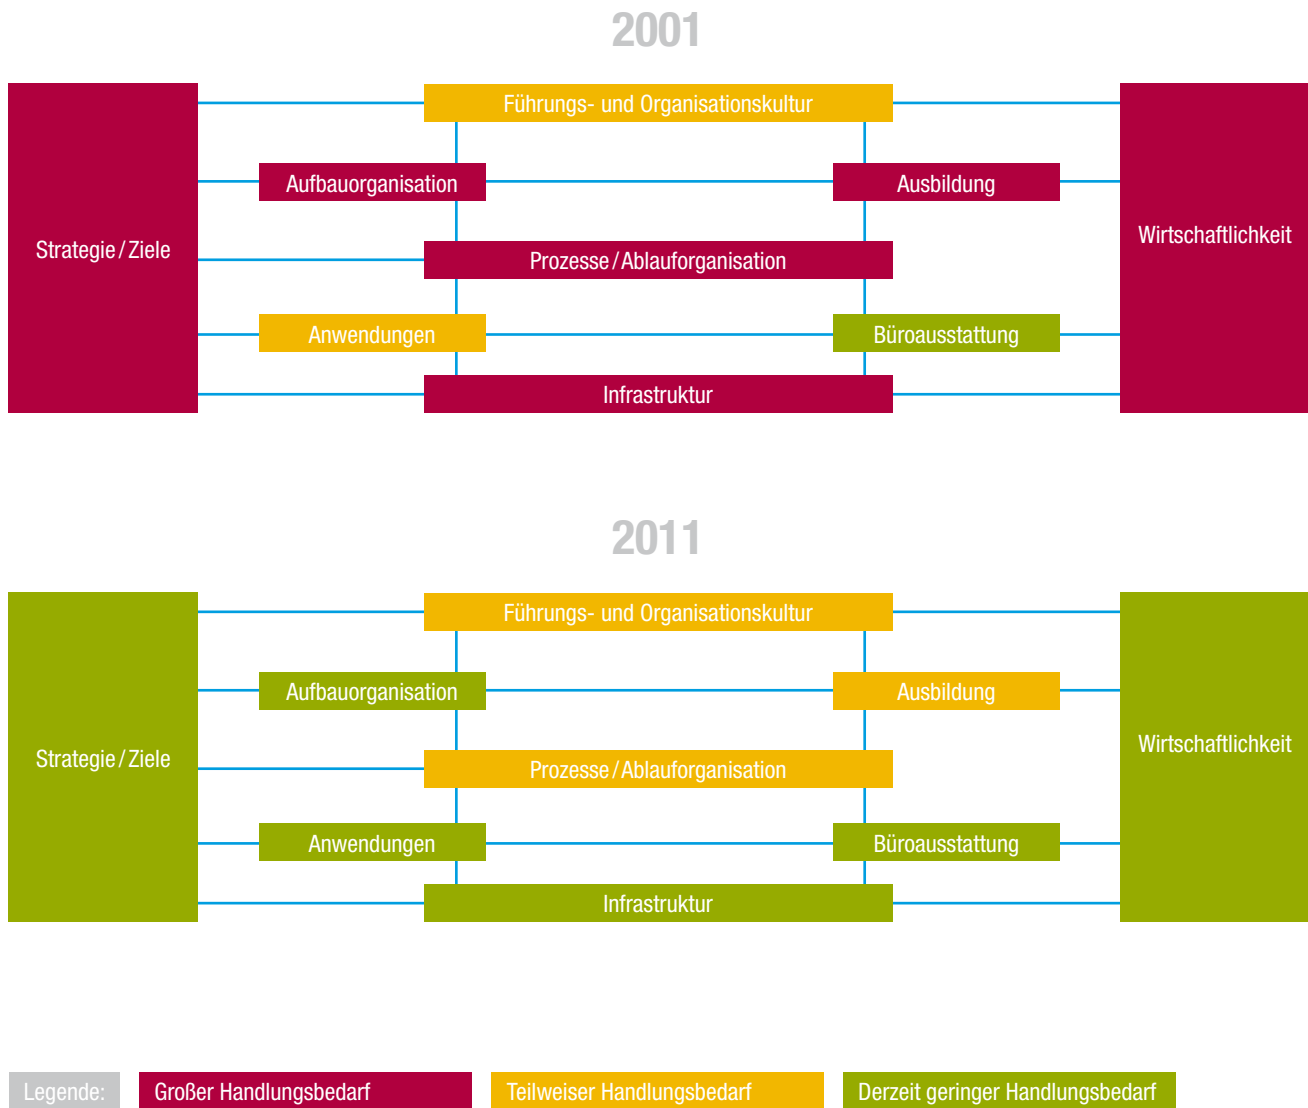 2001
Führungs- und Organisationskultur
Aufbauorganisation
Ausbildung
Strategie / Ziele
Prozesse / Ablauforganisation
Wirtschaftlichkeit
Anwendungen
Büroausstattung
Infrastruktur
2011
Führungs- und Organisationskultur
Aufbauorganisation
Ausbildung
Strategie / Ziele
Prozesse / Ablauforganisation
Wirtschaftlichkeit
Anwendungen
Büroausstattung
Infrastruktur
Legende:
Großer Handlungsbedarf
Teilweiser Handlungsbedarf
Derzeit geringer Handlungsbedarf